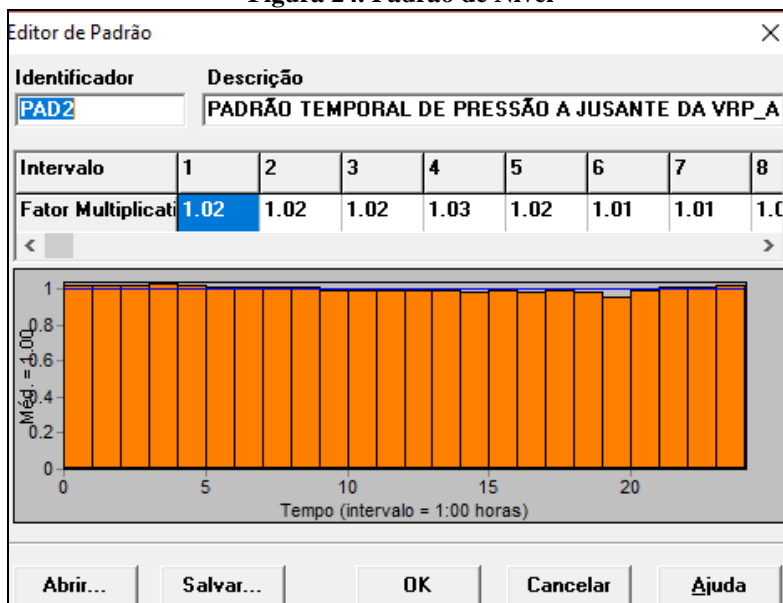 Figura 24. Padrão de Nível
Editor de Padrão
Identificador Descrição
PAD2 PADRÃO TEMPORAL DE PRESSÃO A JUSANTE DA VRP_A
Intervalo 1 2 3 4 5 6 7 8
Fator Multiplicati 1.02 1.02 1.02 1.03 1.02 1.01 1.01
Méd. = 1.00
1
0.8
0.6
0.4
0.2
0
0 5 10 15 20
Tempo (intervalo = 1:00 horas)
Abrir... Salvar... OK Cancelar Ajuda